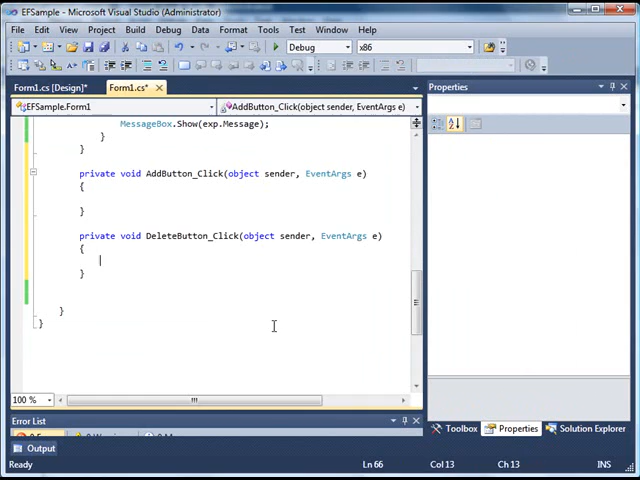 EFSample - Microsoft Visual Studio (Administrator)
File Edit View Project Build Debug Data Format Tools Test Window Help
Debug x86
Form1.cs [Design]* Form1.cs*
EFSample.Form1 AddButton_Click(object sender, EventArgs e)
MessageBox.Show(exp.Message);
}
}
private void AddButton_Click(object sender, EventArgs e)
{
}
private void DeleteButton_Click(object sender, EventArgs e)
{
}
}
}
100 %
Properties
Error List
Output
Toolbox Properties Solution Explorer
Ready Ln 66 Col 13 Ch 13 INS